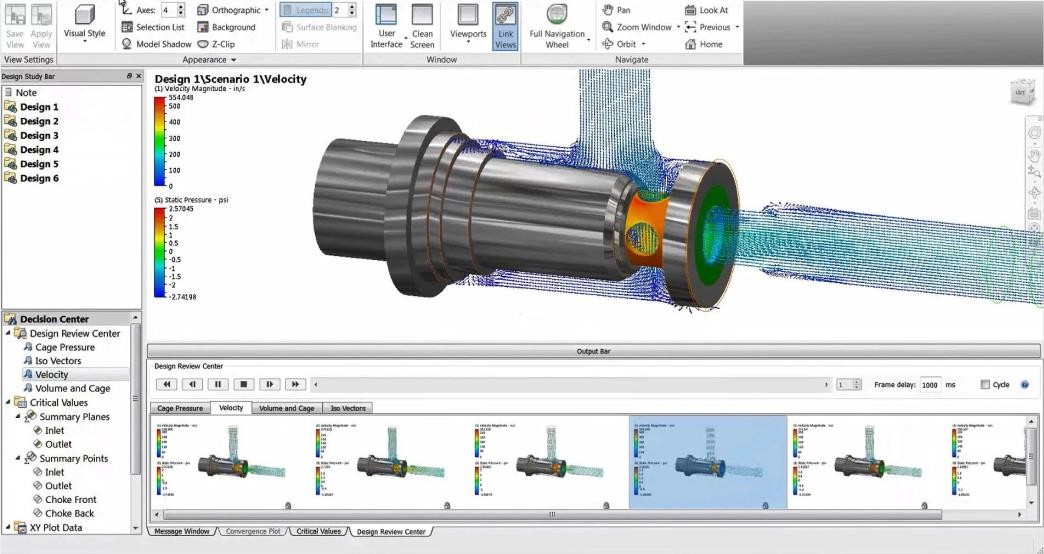 Save View
Apply View
View Settings
Visual Style
Axes: 4
Selection List
Model Shadow
Orthographic
Background
Z-Clip
Legends: 2
Surface Blanking
Mirror
Appearance
User Interface
Clean Screen
Viewports
Link Views
Window
Full Navigation Wheel
Pan
Zoom Window
Orbit
Look At
Previous
Home
Navigate
Design Study Bar
Note
Design 1
Design 2
Design 3
Design 4
Design 5
Design 6
Design 1\Scenario 1\Velocity
(1) Velocity Magnitude - in/s
554.048
500
400
300
200
100
0
(5) Static Pressure - psi
2.57045
2
1.5
1
0.5
0
-0.5
-1
-1.5
-2
-2.74198
LEFT
Decision Center
Design Review Center
Cage Pressure
Iso Vectors
Velocity
Volume and Cage
Critical Values
Summary Planes
Inlet
Outlet
Summary Points
Inlet
Outlet
Choke Front
Choke Back
XY Plot Data
Output Bar
Design Review Center
1
Frame delay: 1000 ms
Cycle
Cage Pressure
Velocity
Volume and Cage
Iso Vectors
Message Window
Convergence Plot
Critical Values
Design Review Center